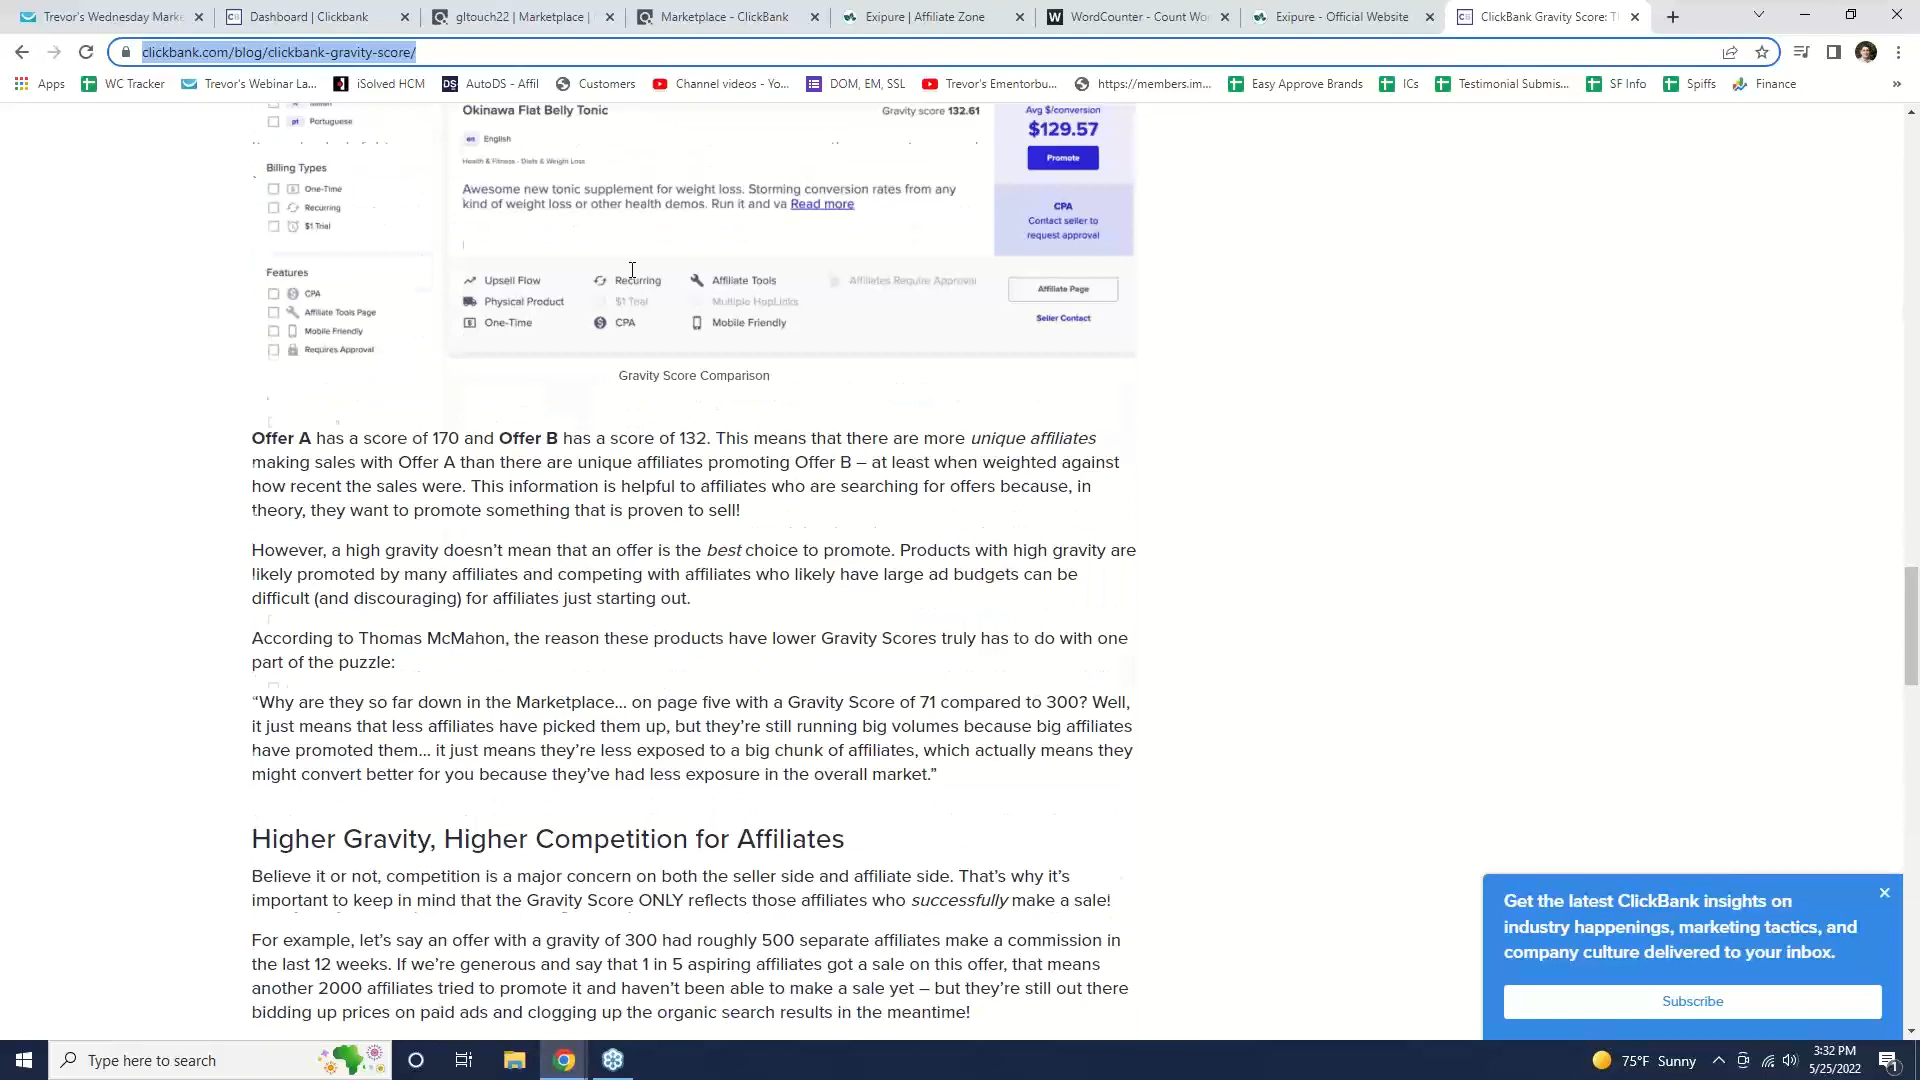 Trevor's Wednesday Marke
Dashboard | Clickbank
gltouch22 | Marketplace |
Marketplace - ClickBank
Exipure | Affiliate Zone
WordCounter - Count Wo
Exipure - Official Website
ClickBank Gravity Score: T
clickbank.com/blog/clickbank-gravity-score/
Apps
WC Tracker
Trevor's Webinar La...
iSolved HCM
AutoDS - Affil
Customers
Channel videos - Yo...
DOM, EM, SSL
Trevor's Ementorbu...
https://members.im...
Easy Approve Brands
ICs
Testimonial Submis...
SF Info
Spiffs
Finance
pt Portuguese
Billing Types
One-Time
Recurring
$1 Trial
Features
CPA
Affiliate Tools Page
Mobile Friendly
Requires Approval
Okinawa Flat Belly Tonic
Gravity score 132.61
en English
Health & Fitness - Diets & Weight Loss
Awesome new tonic supplement for weight loss. Storming conversion rates from any
kind of weight loss or other health demos. Run it and va Read more
Avg $/conversion
$129.57
Promote
CPA
Contact seller to
request approval
Upsell Flow
Recurring
Affiliate Tools
Affiliates Require Approval
Physical Product
$1 Trial
Multiple HopLinks
One-Time
CPA
Mobile Friendly
Affiliate Page
Seller Contact
Gravity Score Comparison
Offer A has a score of 170 and Offer B has a score of 132. This means that there are more unique affiliates
making sales with Offer A than there are unique affiliates promoting Offer B – at least when weighted against
how recent the sales were. This information is helpful to affiliates who are searching for offers because, in
theory, they want to promote something that is proven to sell!
However, a high gravity doesn't mean that an offer is the best choice to promote. Products with high gravity are
likely promoted by many affiliates and competing with affiliates who likely have large ad budgets can be
difficult (and discouraging) for affiliates just starting out.
According to Thomas McMahon, the reason these products have lower Gravity Scores truly has to do with one
part of the puzzle:
“Why are they so far down in the Marketplace... on page five with a Gravity Score of 71 compared to 300? Well,
it just means that less affiliates have picked them up, but they're still running big volumes because big affiliates
have promoted them... it just means they're less exposed to a big chunk of affiliates, which actually means they
might convert better for you because they've had less exposure in the overall market.”
Higher Gravity, Higher Competition for Affiliates
Believe it or not, competition is a major concern on both the seller side and affiliate side. That's why it's
important to keep in mind that the Gravity Score ONLY reflects those affiliates who successfully make a sale!
For example, let's say an offer with a gravity of 300 had roughly 500 separate affiliates make a commission in
the last 12 weeks. If we're generous and say that 1 in 5 aspiring affiliates got a sale on this offer, that means
another 2000 affiliates tried to promote it and haven't been able to make a sale yet – but they're still out there
bidding up prices on paid ads and clogging up the organic search results in the meantime!
Get the latest ClickBank insights on
industry happenings, marketing tactics, and
company culture delivered to your inbox.
Subscribe
Type here to search
75°F Sunny
3:32 PM
5/25/2022